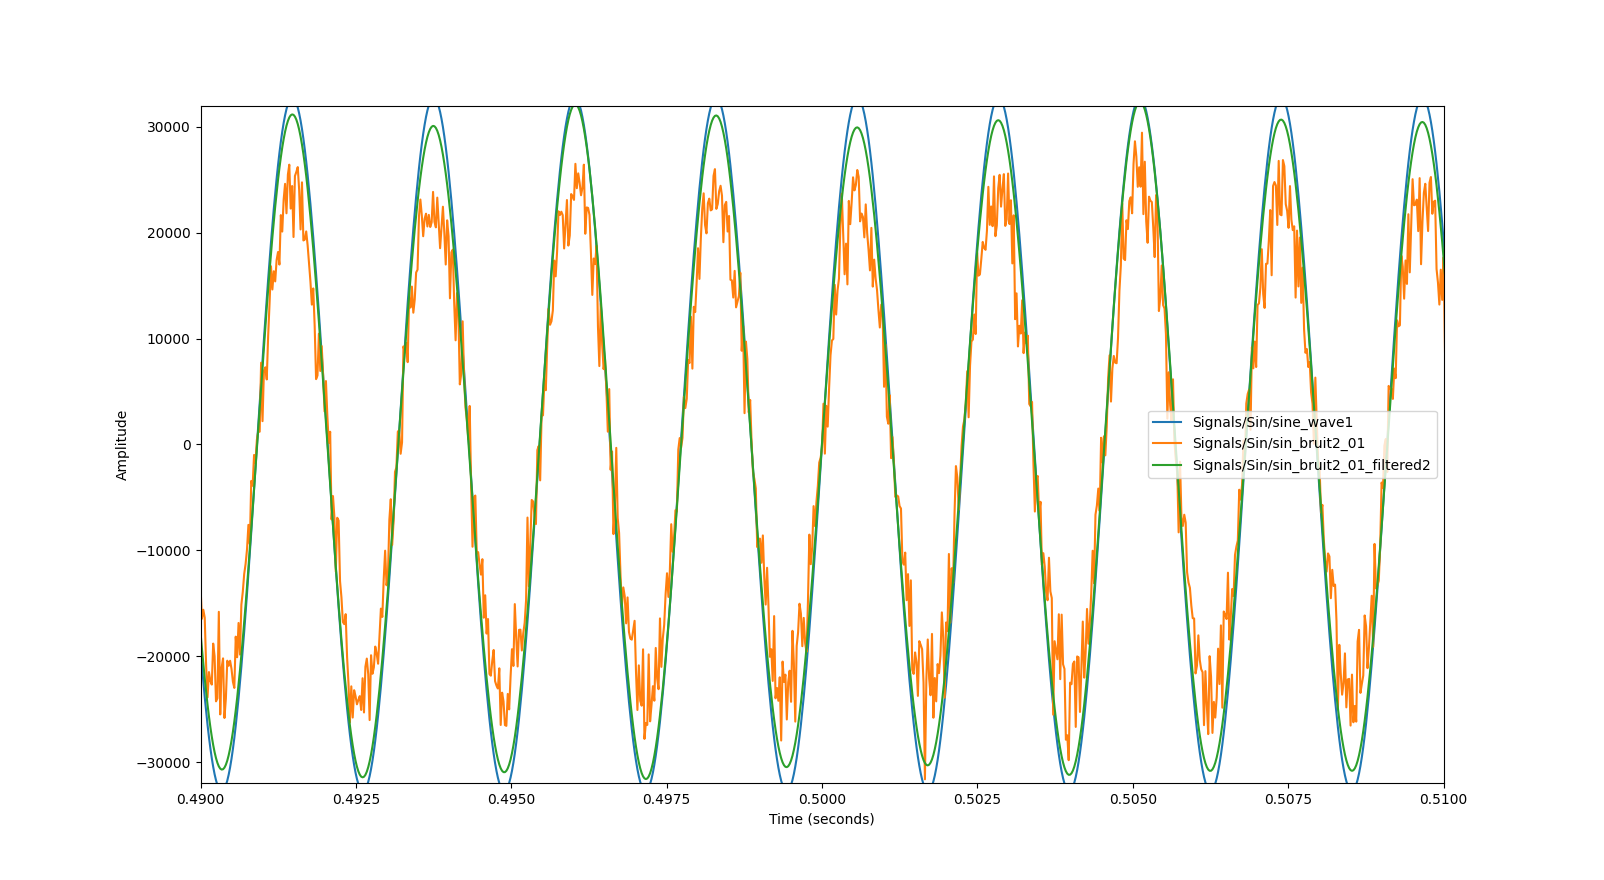 30000
20000
10000
0
−10000
−20000
−30000
Amplitude
Signals/Sin/sine_wave1
Signals/Sin/sin_bruit2_01
Signals/Sin/sin_bruit2_01_filtered2
0.4900 0.4925 0.4950 0.4975 0.5000 0.5025 0.5050 0.5075 0.5100
Time (seconds)